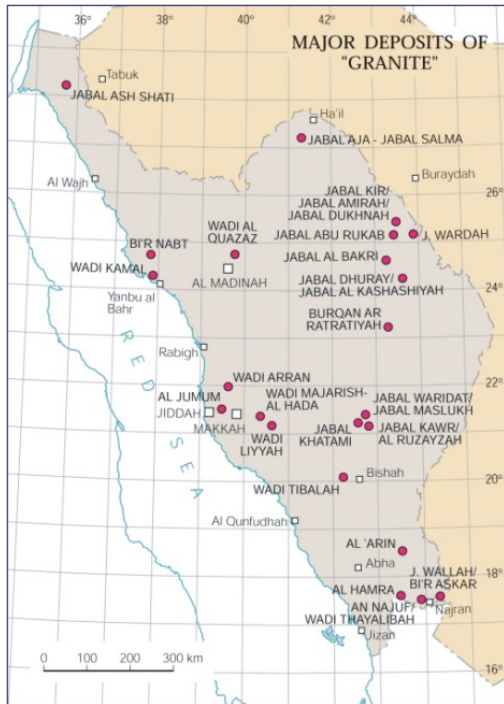 36° 38° 40° 42° 44°
MAJOR DEPOSITS OF
"GRANITE"
Tabuk
JABAL ASH SHATI
Ha'il
JABAL AJA - JABAL SALMA
Al Wajh
Buraydah
26°
JABAL KIR/
JABAL AMIRAH/
JABAL DUKHNAH
JABAL ABU RUKAB
J. WARDAH
WADI AL
QUAZAZ
BI'R NABT
JABAL AL BAKRI
WADI KAMAL
AL MADINAH
JABAL DHURAY/
JABAL AL KASHASHIYAH
24°
Yanbu al
Bahr
BURQAN AR
RATRATIYAH
RED SEA
Rabigh
WADI ARRAN
22°
AL JUMUM
WADI MAJARISH-
AL HADA
JABAL WARIDAT/
JABAL MASLUKH
JIDDAH
MAKKAH
JABAL
KHATAMI
JABAL KAWR/
AL RUZAYZAH
WADI
LIYYAH
WADI TIBALAH
Bishah
20°
Al Qunfudhah
AL 'ARIN
Abha
18°
J. WALLAH/
BI'R ASKAR
AL HAMRA
AN NAJUF/
WADI THAYALIBAH
Najran
Jizan
16°
0 100 200 300 km